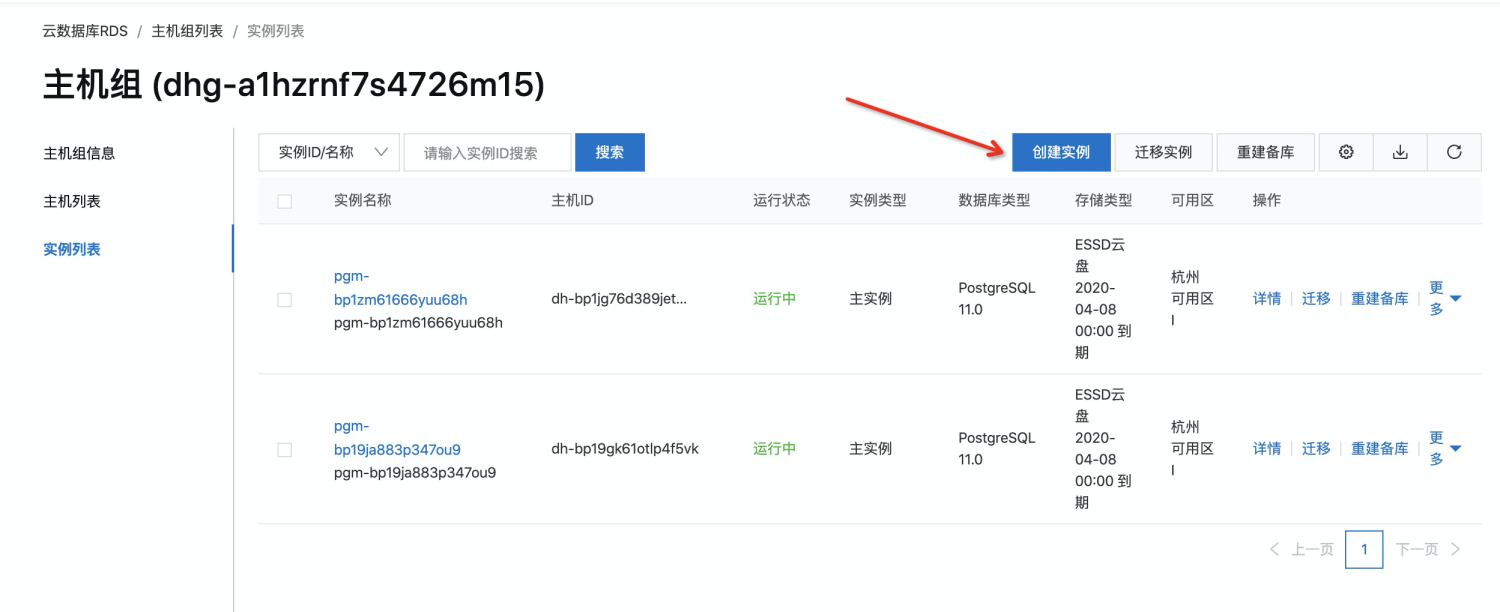 云数据库RDS / 主机组列表 / 实例列表
主机组 (dhg-a1hzrnf7s4726m15)
主机组信息
主机列表
实例列表
实例ID/名称 请输入实例ID搜索 搜索 创建实例 迁移实例 重建备库
实例名称 主机ID 运行状态 实例类型 数据库类型 存储类型 可用区 操作
pgm-
bp1zm61666yuu68h
pgm-bp1zm61666yuu68h
dh-bp1jg76d389jet...
运行中
主实例
PostgreSQL
11.0
ESSD云
盘
2020-
04-08
00:00 到
期
杭州
可用区
I
详情 迁移 重建备库 更
多
pgm-
bp19ja883p347ou9
pgm-bp19ja883p347ou9
dh-bp19gk61otlp4f5vk
运行中
主实例
PostgreSQL
11.0
ESSD云
盘
2020-
04-08
00:00 到
期
杭州
可用区
I
详情 迁移 重建备库 更
多
上一页 1 下一页